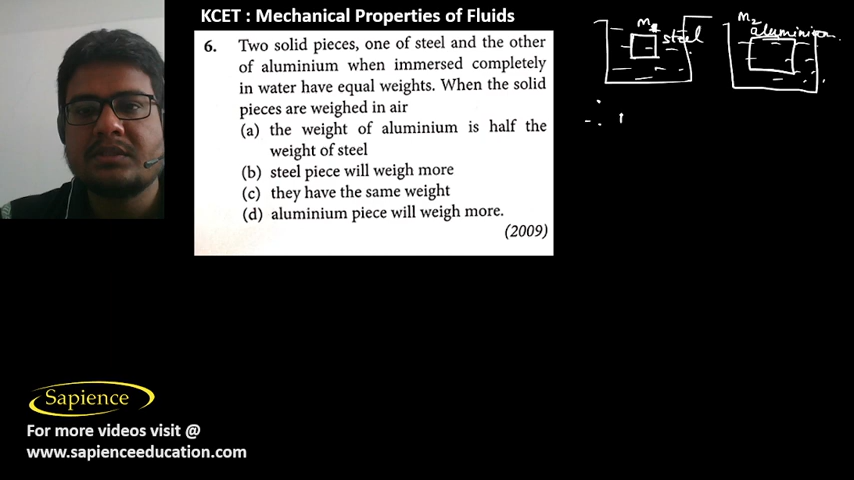 KCET : Mechanical Properties of Fluids
6. Two solid pieces, one of steel and the other
of aluminium when immersed completely
in water have equal weights. When the solid
pieces are weighed in air
(a) the weight of aluminium is half the
weight of steel
(b) steel piece will weigh more
(c) they have the same weight
(d) aluminium piece will weigh more.
(2009)
steel
M2
aluminium.
∴
Sapience
For more videos visit @
www.sapienceeducation.com